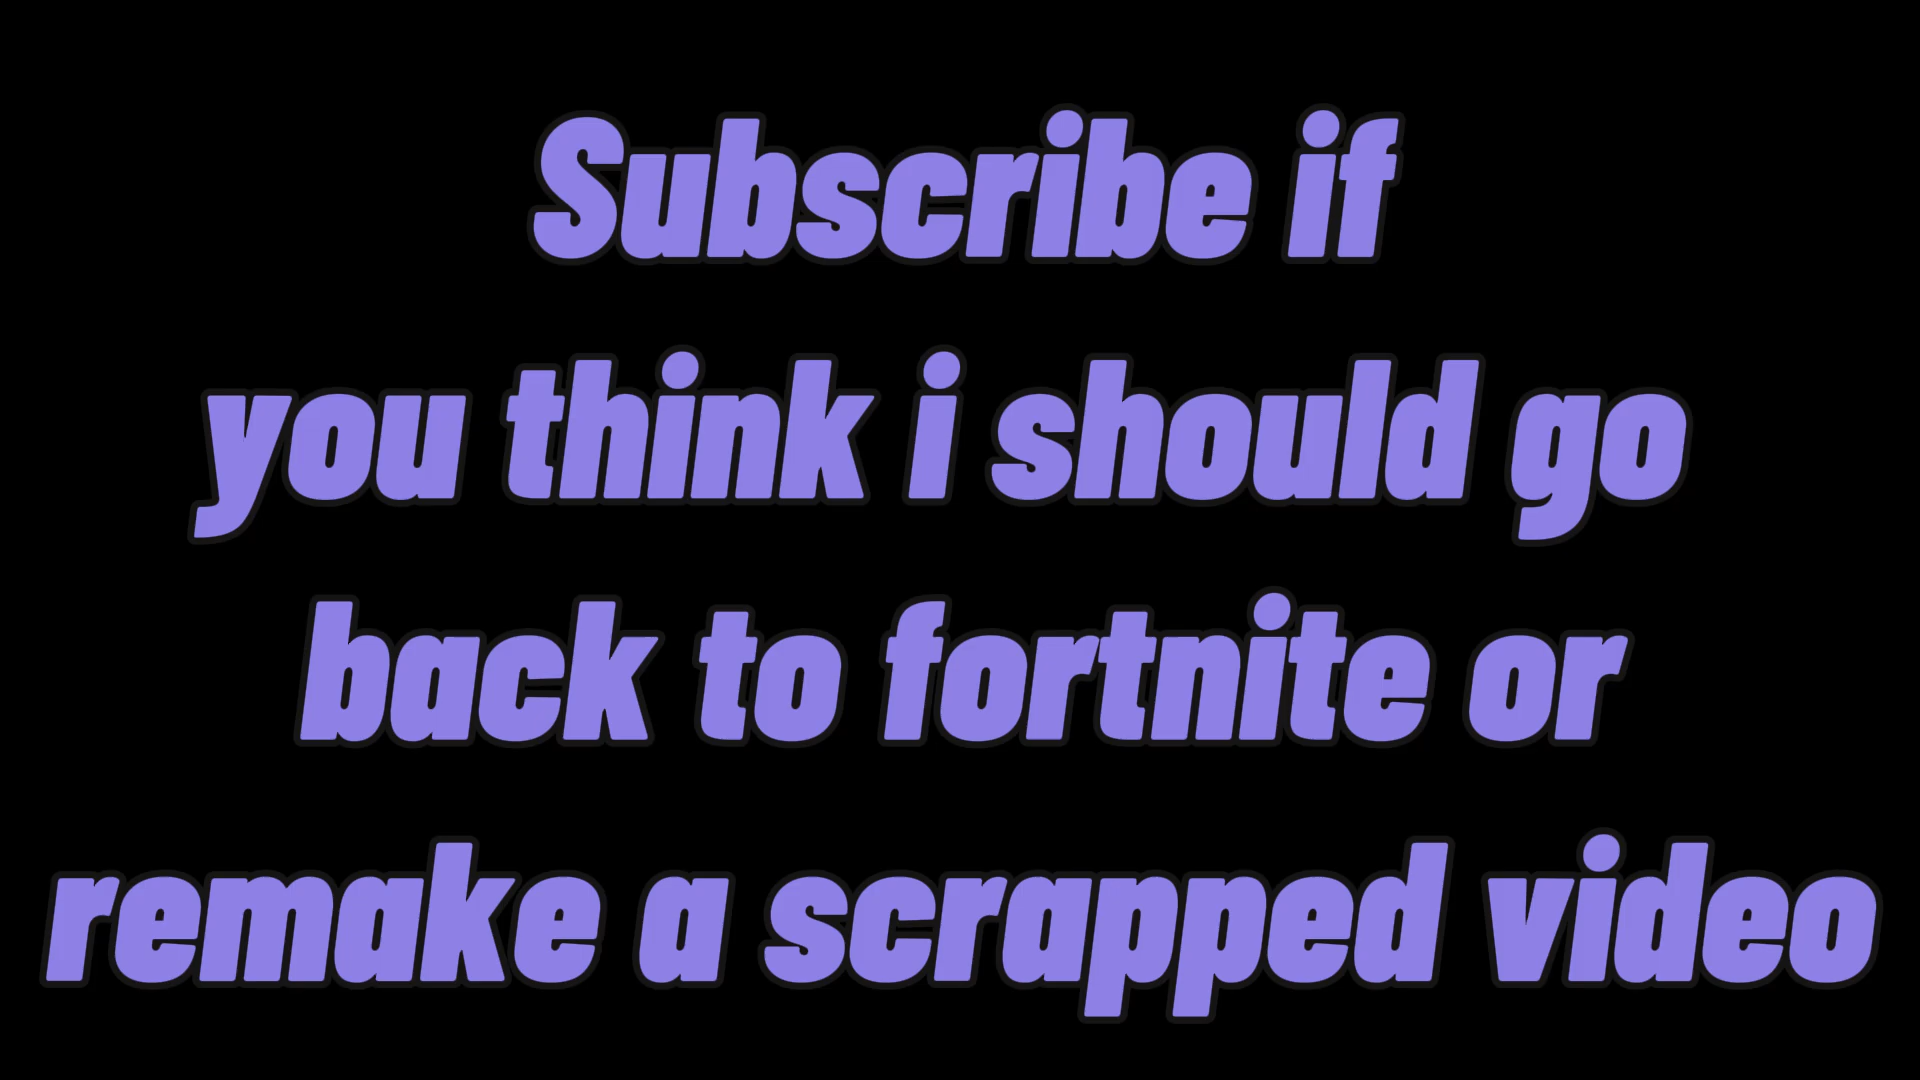 Subscribe if
you think i should go
back to fortnite or
remake a scrapped video